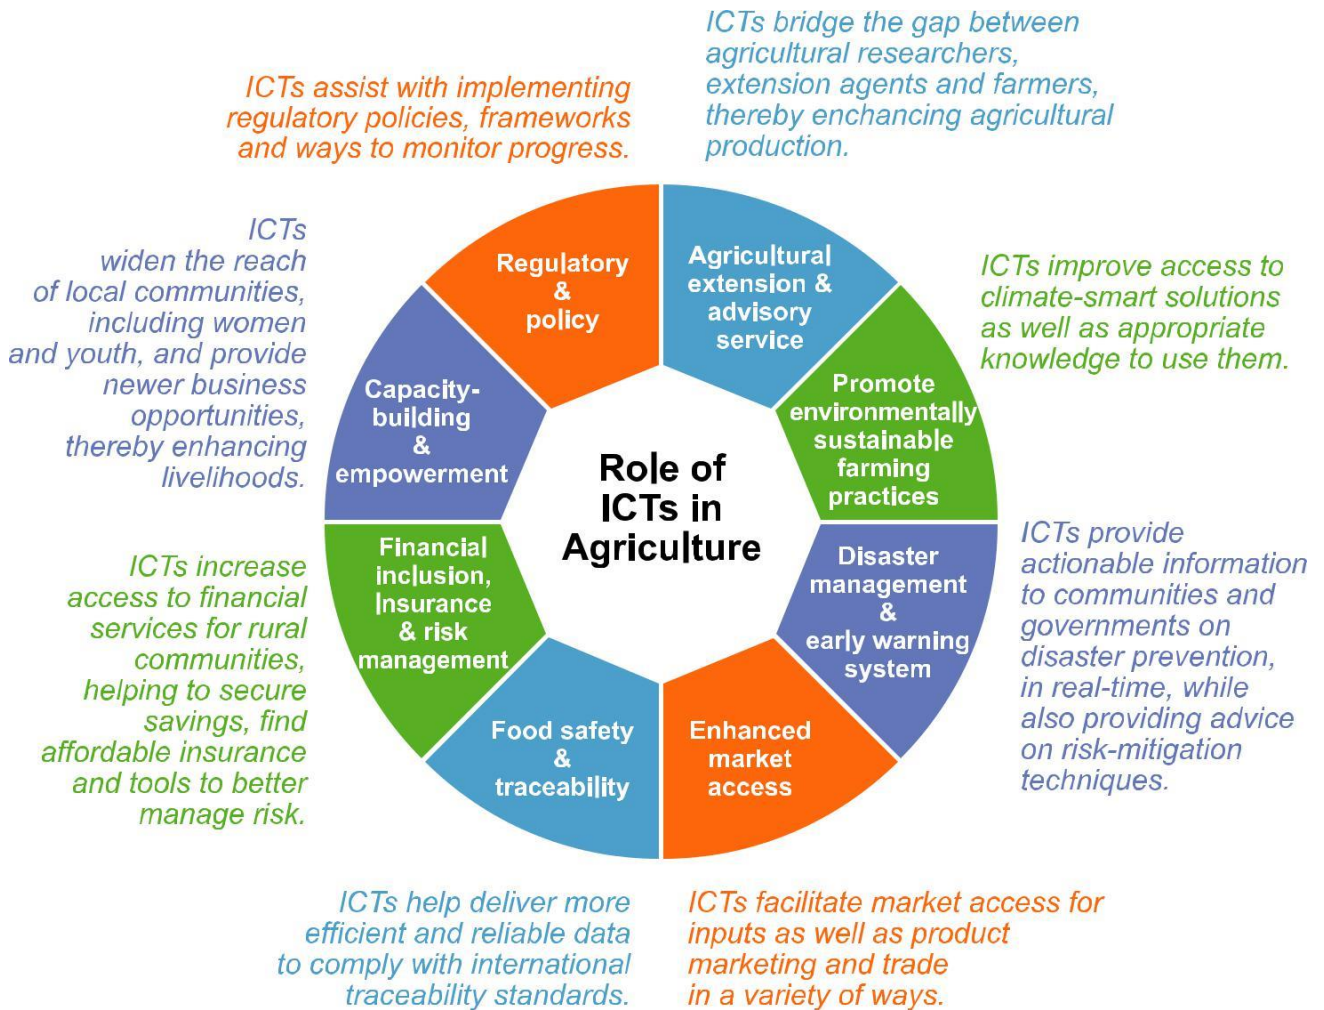 ICTs bridge the gap between
agricultural researchers,
extension agents and farmers,
thereby enchancing agricultural
production.
ICTs assist with implementing
regulatory policies, frameworks
and ways to monitor progress.
ICTs
widen the reach
of local communities,
including women
and youth, and provide
newer business
opportunities,
thereby enhancing
livelihoods.
ICTs improve access to
climate-smart solutions
as well as appropriate
knowledge to use them.
Regulatory
&
policy
Agricultural
extension &
advisory
service
Capacity-
building
&
empowerment
Promote
environmentally
sustainable
farming
practices
Role of
ICTs in
Agriculture
Financial
inclusion,
Insurance
& risk
management
Disaster
management
&
early warning
system
Food safety
&
traceability
Enhanced
market
access
ICTs increase
access to financial
services for rural
communities,
helping to secure
savings, find
affordable insurance
and tools to better
manage risk.
ICTs provide
actionable information
to communities and
governments on
disaster prevention,
in real-time, while
also providing advice
on risk-mitigation
techniques.
ICTs help deliver more
efficient and reliable data
to comply with international
traceability standards.
ICTs facilitate market access for
inputs as well as product
marketing and trade
in a variety of ways.